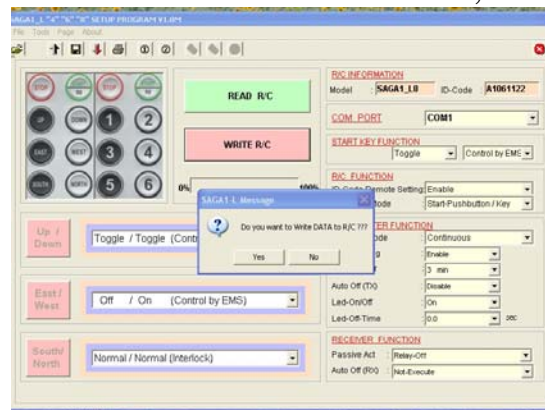 SAGA1_L "4" "6" "8" SETUP PROGRAM V1.0M
File Tools Page About
READ R/C
WRITE R/C
0% 100%
UP DOWN 1 2
EAST WEST 3 4
SOUTH NORTH 5 6
R/C INFORMATION
Model : SAGA1_L8 ID-Code A1061122
COM PORT COM1
START KEY FUNCTION
Toggle Control by EMS
R/C FUNCTION
ID-Code Remote Setting: Enable
Start-Pushbutton / Key
SAGA1-L Message
Do you want to Write DATA to R/C ???
Yes No
Up / Down
Toggle / Toggle (Contr
East / West
Off / On (Control by EMS)
South/ North
Normal / Normal (Interlock)
TER FUNCTION
Continuous
Enable
3 min
Auto Off (TX) Disable
Led-On/Off : On
Led-Off-Time : 0.0 sec
RECEIVER FUNCTION
Passive Act : Relay-Off
Auto Off (RX) : Not-Execute